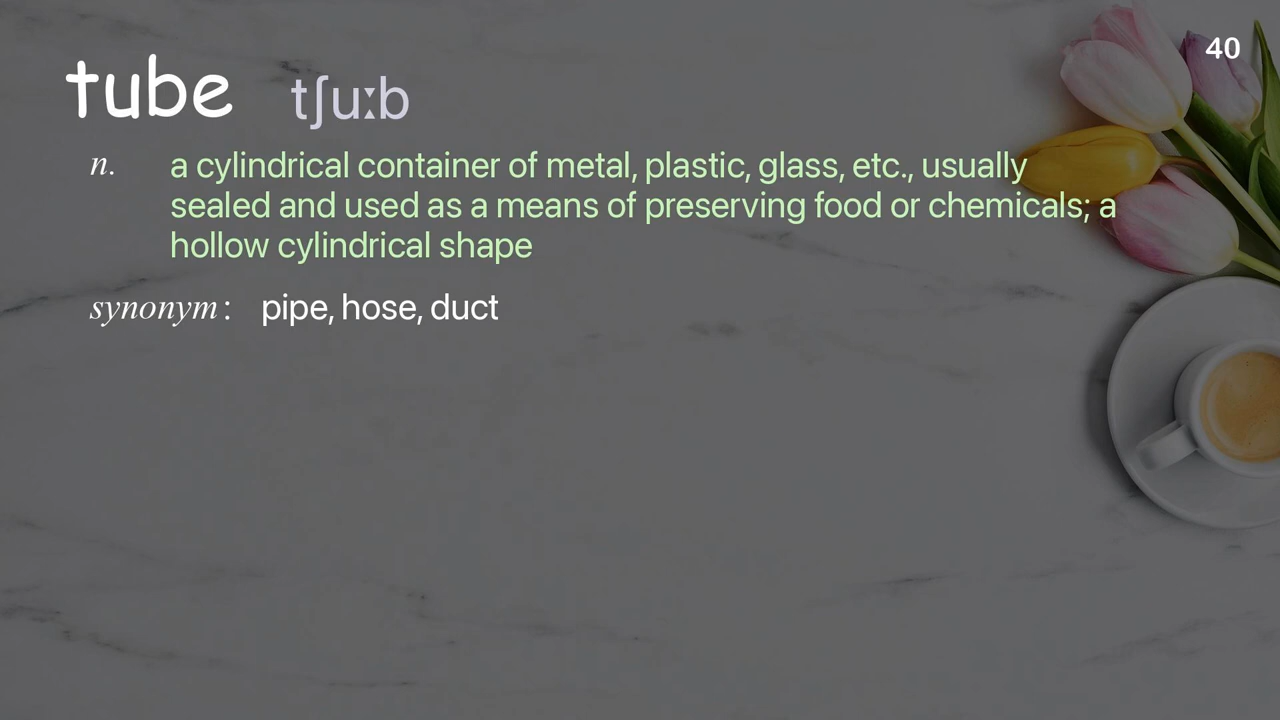 40
tube tʃuːb
n. a cylindrical container of metal, plastic, glass, etc., usually
sealed and used as a means of preserving food or chemicals; a
hollow cylindrical shape
synonym: pipe, hose, duct